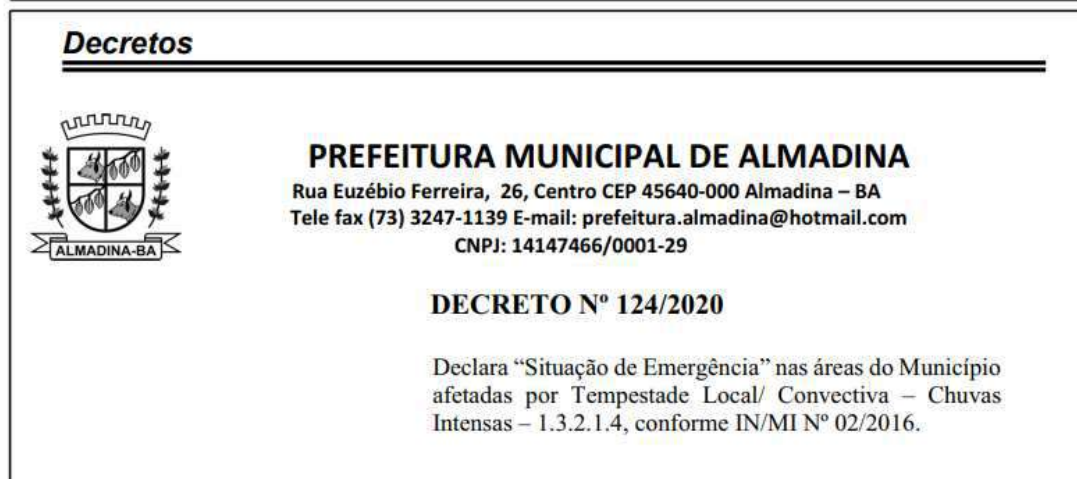 Decretos
PREFEITURA MUNICIPAL DE ALMADINA
Rua Euzébio Ferreira, 26, Centro CEP 45640-000 Almadina – BA
Tele fax (73) 3247-1139 E-mail: prefeitura.almadina@hotmail.com
CNPJ: 14147466/0001-29
ALMADINA-BA
DECRETO Nº 124/2020
Declara “Situação de Emergência” nas áreas do Município
afetadas por Tempestade Local/ Convectiva – Chuvas
Intensas – 1.3.2.1.4, conforme IN/MI Nº 02/2016.